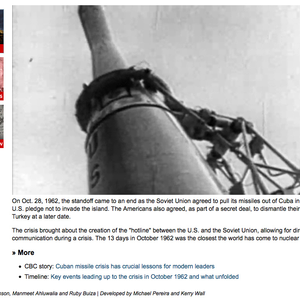 On Oct. 28, 1962, the standoff came to an end as the Soviet Union agreed to pull its missiles out of Cuba in
U.S. pledge not to invade the island. The Americans also agreed, as part of a secret deal, to dismantle their
Turkey at a later date.
The crisis brought about the creation of the "hotline" between the U.S. and the Soviet Union, allowing for dir
communication during a crisis. The 13 days in October 1962 was the closest the world has come to nuclear
» More
• CBC story: Cuban missile crisis has crucial lessons for modern leaders
• Timeline: Key events leading up to the crisis in October 1962 and what unfolded
nson, Manmeet Ahluwalia and Ruby Buiza | Developed by Michael Pereira and Kerry Wall